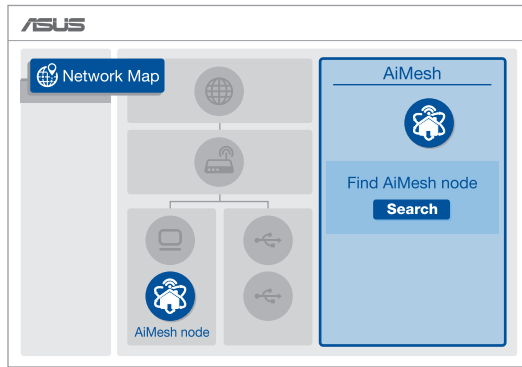 ASUS
Network Map
AiMesh node
AiMesh
Find AiMesh node
Search